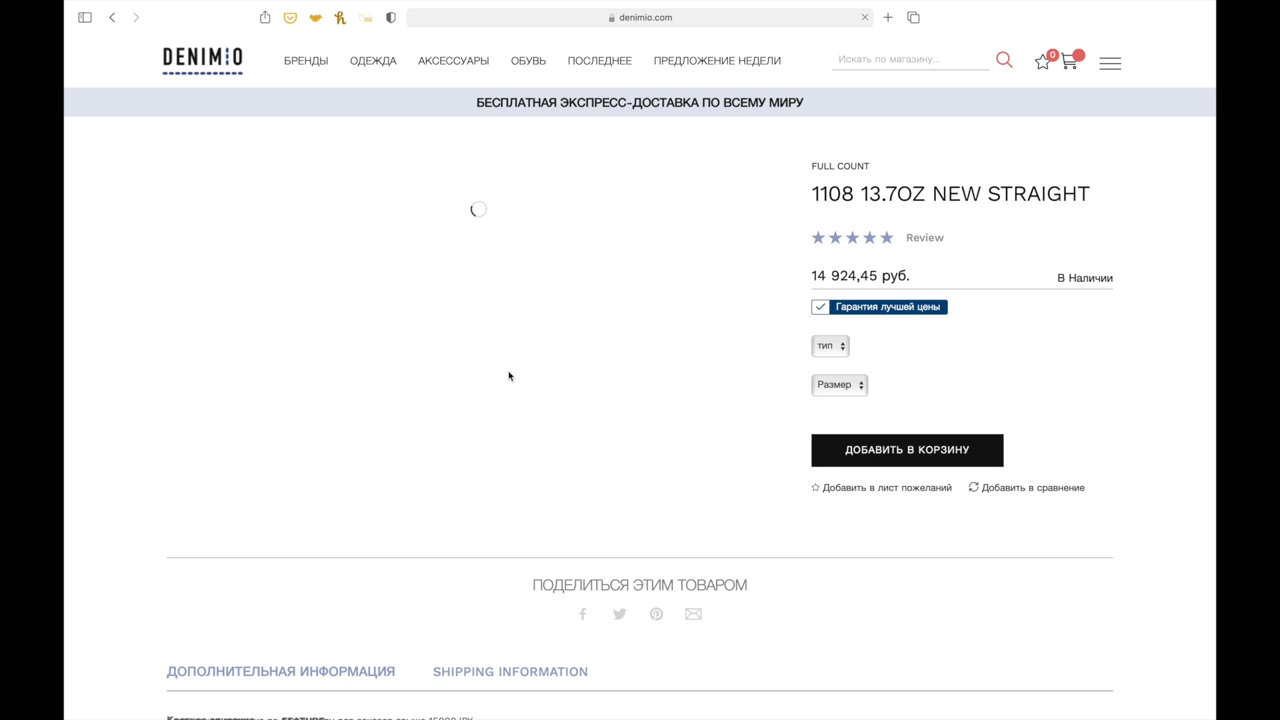 denimio.com
DENIMIO
БРЕНДЫ ОДЕЖДА АКСЕССУАРЫ ОБУВЬ ПОСЛЕДНЕЕ ПРЕДЛОЖЕНИЕ НЕДЕЛИ
Искать по магазину...
0
БЕСПЛАТНАЯ ЭКСПРЕСС-ДОСТАВКА ПО ВСЕМУ МИРУ
FULL COUNT
1108 13.7OZ NEW STRAIGHT
Review
14 924,45 руб.
В Наличии
Гарантия лучшей цены
тип
Размер
ДОБАВИТЬ В КОРЗИНУ
Добавить в лист пожеланий Добавить в сравнение
ПОДЕЛИТЬСЯ ЭТИМ ТОВАРОМ
ДОПОЛНИТЕЛЬНАЯ ИНФОРМАЦИЯ SHIPPING INFORMATION